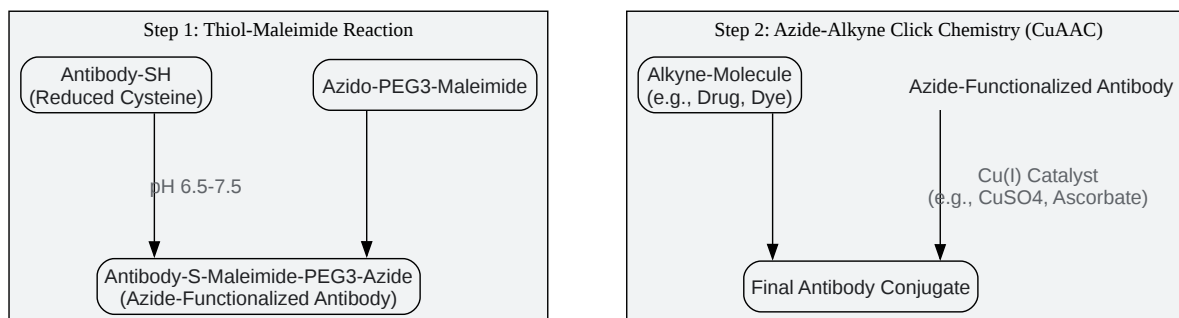 Step 1: Thiol-Maleimide Reaction
Antibody-SH
(Reduced Cysteine)
Azido-PEG3-Maleimide
pH 6.5-7.5
Antibody-S-Maleimide-PEG3-Azide
(Azide-Functionalized Antibody)
Step 2: Azide-Alkyne Click Chemistry (CuAAC)
Alkyne-Molecule
(e.g., Drug, Dye)
Azide-Functionalized Antibody
Cu(I) Catalyst
(e.g., CuSO4, Ascorbate)
Final Antibody Conjugate